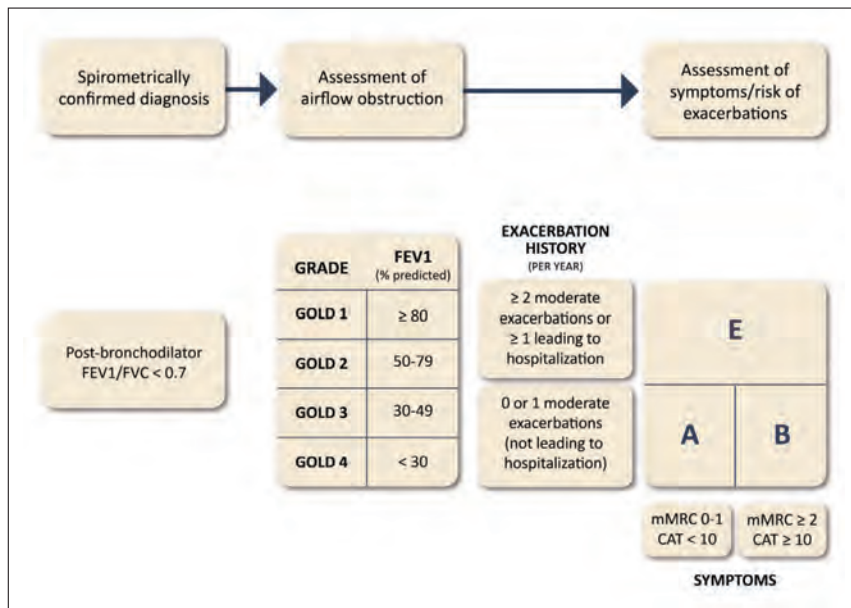 Spirometrically
confirmed diagnosis
Assessment of
airflow obstruction
Assessment of
symptoms/risk of
exacerbations
Post-bronchodilator
FEV1/FVC < 0.7
GRADE
FEV1
(% predicted)
GOLD 1
≥ 80
GOLD 2
50-79
GOLD 3
30-49
GOLD 4
< 30
EXACERBATION
HISTORY
(PER YEAR)
≥ 2 moderate
exacerbations or
≥ 1 leading to
hospitalization
0 or 1 moderate
exacerbations
(not leading to
hospitalization)
E
A
B
mMRC 0-1
CAT < 10
mMRC ≥ 2
CAT ≥ 10
SYMPTOMS